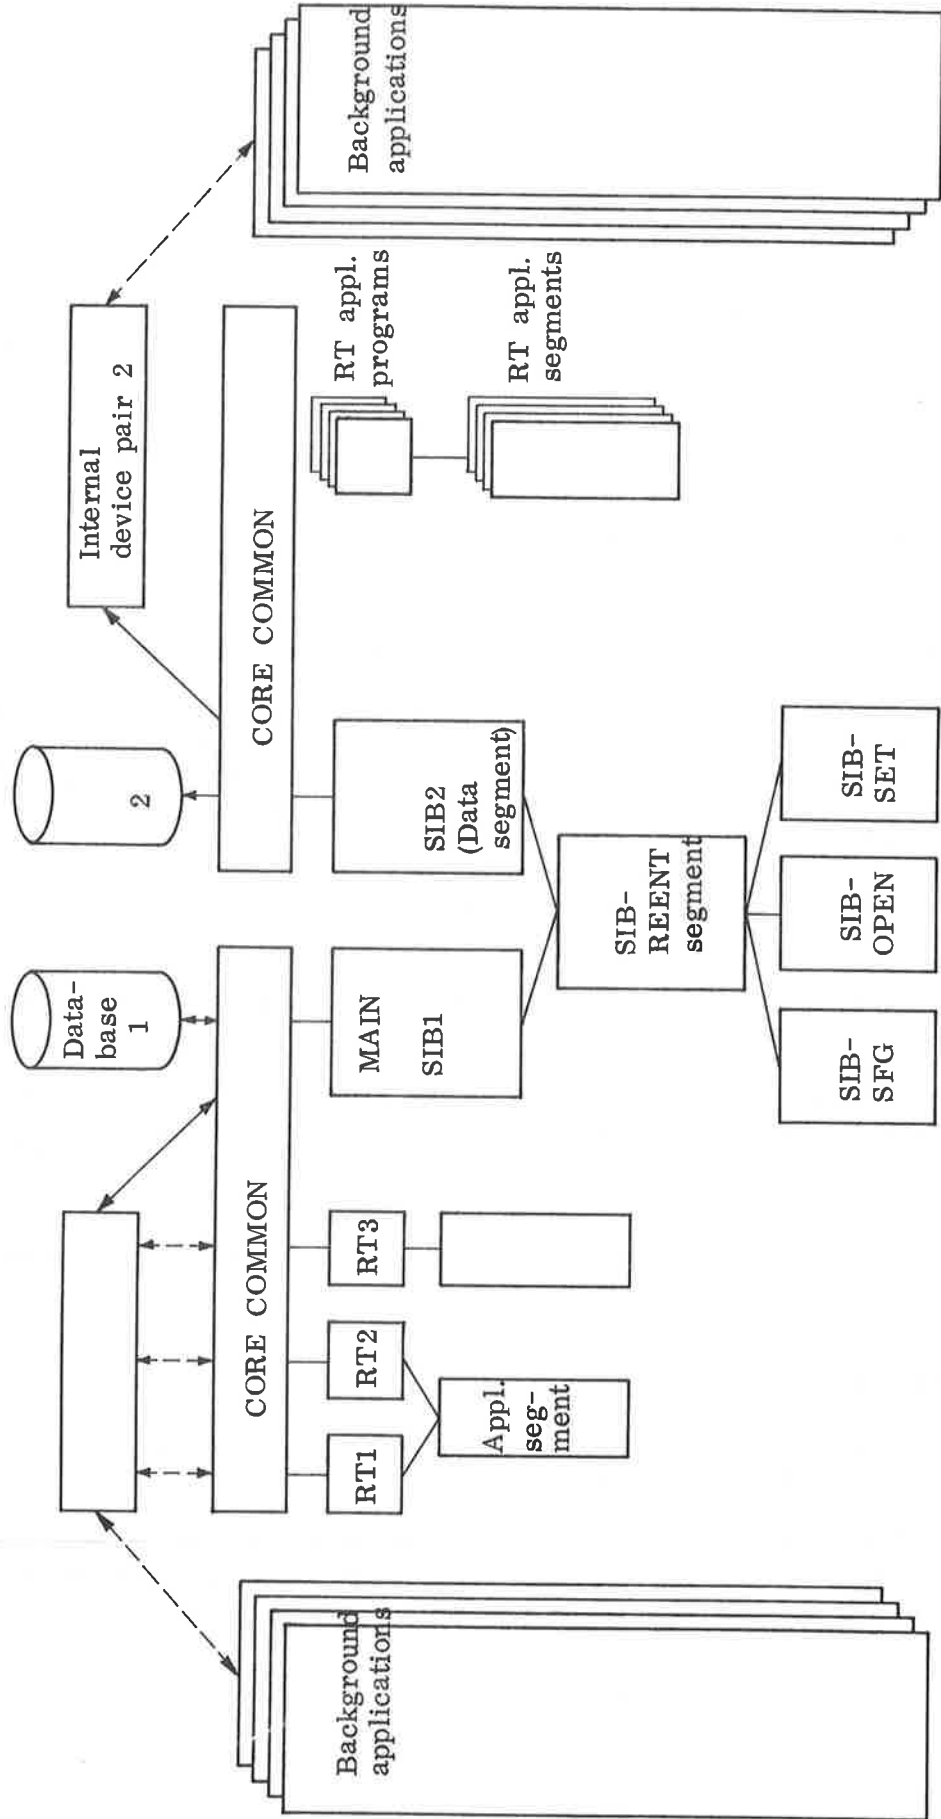 Data-
base
1
2
Internal
device pair 2
CORE COMMON
CORE COMMON
RT1
RT2
RT3
MAIN
SIB1
SIB2
(Data
segment)
RT appl.
programs
Appl.
seg-
ment
RT appl.
segments
Background
applications
Background
applications
SIB-
REENT
segment
SIB-
SFG
SIB-
OPEN
SIB-
SET